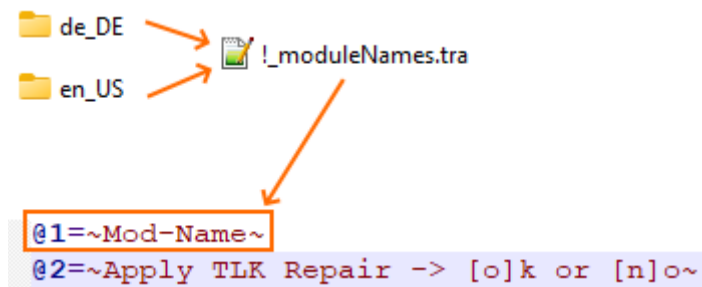 de_DE
!_moduleNames.tra
en_US
@1=~Mod-Name~
@2=~Apply TLK Repair -> [o]k or [n]o~